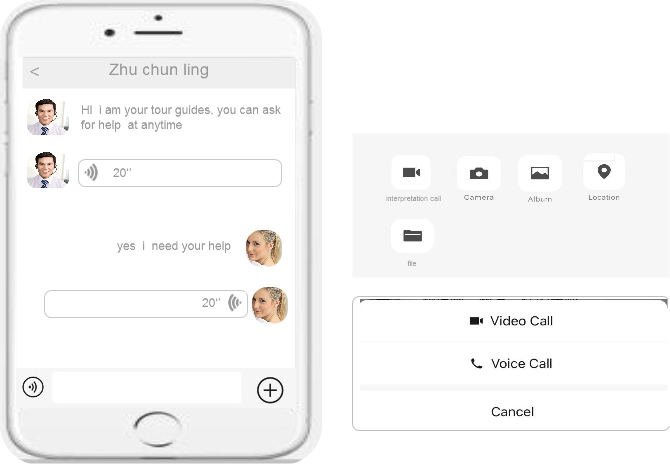 <
Zhu chun ling
HI i am your tour guides, you can ask
for help at anytime
20''
yes i need your help
20''
interpretation call
Camera
Album
Location
file
Video Call
Voice Call
Cancel